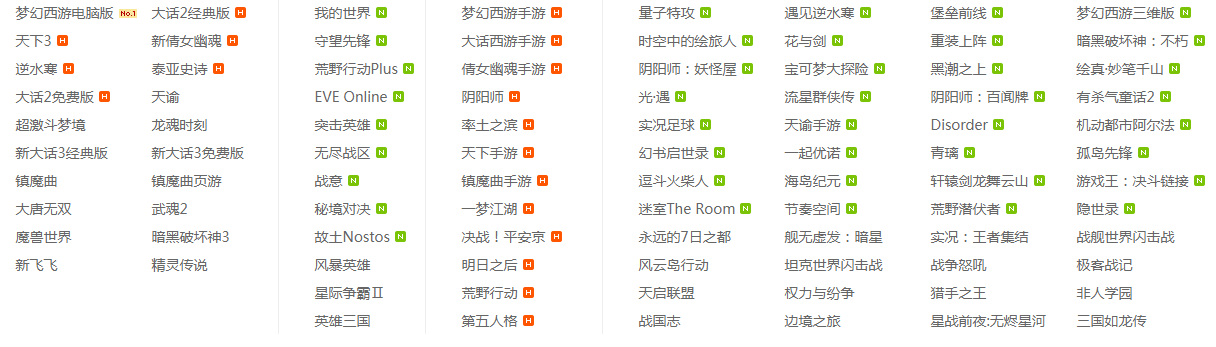 梦幻西游电脑版 No.1 大话2经典版 H 我的世界 N 梦幻西游手游 H 量子特攻 N 遇见逆水寒 N 堡垒前线 N 梦幻西游三维版 N
天下3 H 新倩女幽魂 H 守望先锋 N 大话西游手游 H 时空中的绘旅人 N 花与剑 N 重装上阵 N 暗黑破坏神：不朽 N
逆水寒 H 泰亚史诗 H 荒野行动Plus N 倩女幽魂手游 H 阴阳师：妖怪屋 N 宝可梦大探险 N 黑潮之上 N 绘真·妙笔千山 N
大话2免费版 H 天谕 EVE Online N 阴阳师 H 光·遇 N 流星群侠传 N 阴阳师：百闻牌 N 有杀气童话2 N
超激斗梦境 龙魂时刻 突击英雄 N 率土之滨 H 实况足球 N 天谕手游 N Disorder N 机动都市阿尔法 N
新大话3经典版 新大话3免费版 无尽战区 N 天下手游 H 幻书启世录 N 一起优诺 N 青璃 N 孤岛先锋 N
镇魔曲 镇魔曲页游 战意 N 镇魔曲手游 H 逗斗火柴人 N 海岛纪元 N 轩辕剑龙舞云山 N 游戏王：决斗链接 N
大唐无双 武魂2 秘境对决 N 一梦江湖 H 迷室The Room N 节奏空间 N 荒野潜伏者 N 隐世录 N
魔兽世界 暗黑破坏神3 故土Nostos N 决战！平安京 H 永远的7日之都 舰无虚发：暗星 实况：王者集结 战舰世界闪击战
新飞飞 精灵传说 风暴英雄 明日之后 H 风云岛行动 坦克世界闪击战 战争怒吼 极客战记
星际争霸Ⅱ 荒野行动 H 天启联盟 权力与纷争 猎手之王 非人学园
英雄三国 第五人格 H 战国志 边境之旅 星战前夜:无烬星河 三国如龙传